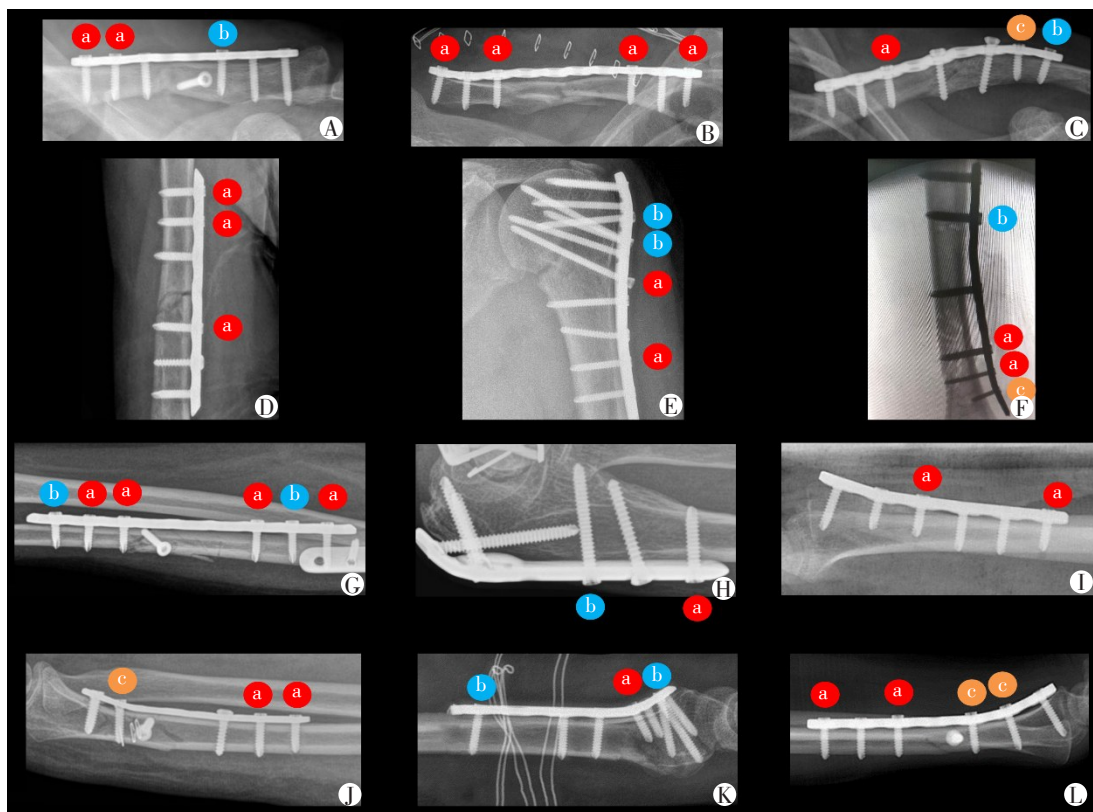 a a b A
a a a a B
a c b C
a a a D
b b a a E
b a a c F
b a a a b a G
b a H
a a I
c a a J
b a b K
a a c c L